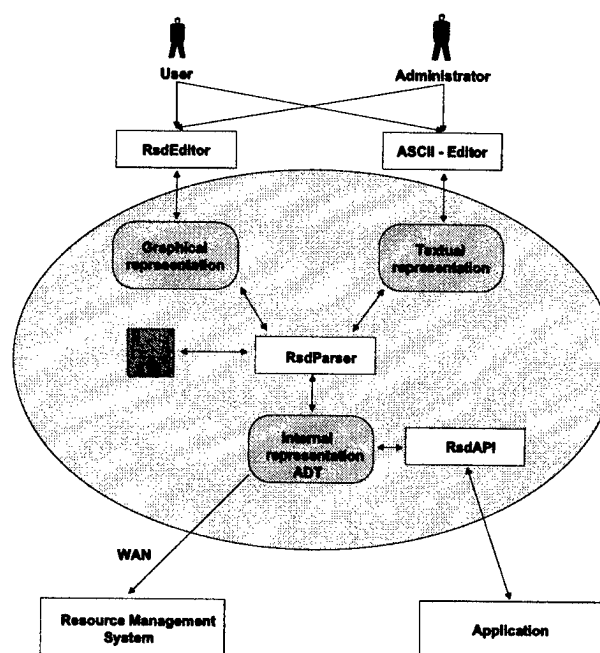 User
Administrator
RsdEditor
ASCII - Editor
Graphical
representation
Textual
representation
RsdParser
Internal
representation
ADT
RsdAPI
WAN
Resource Management
System
Application